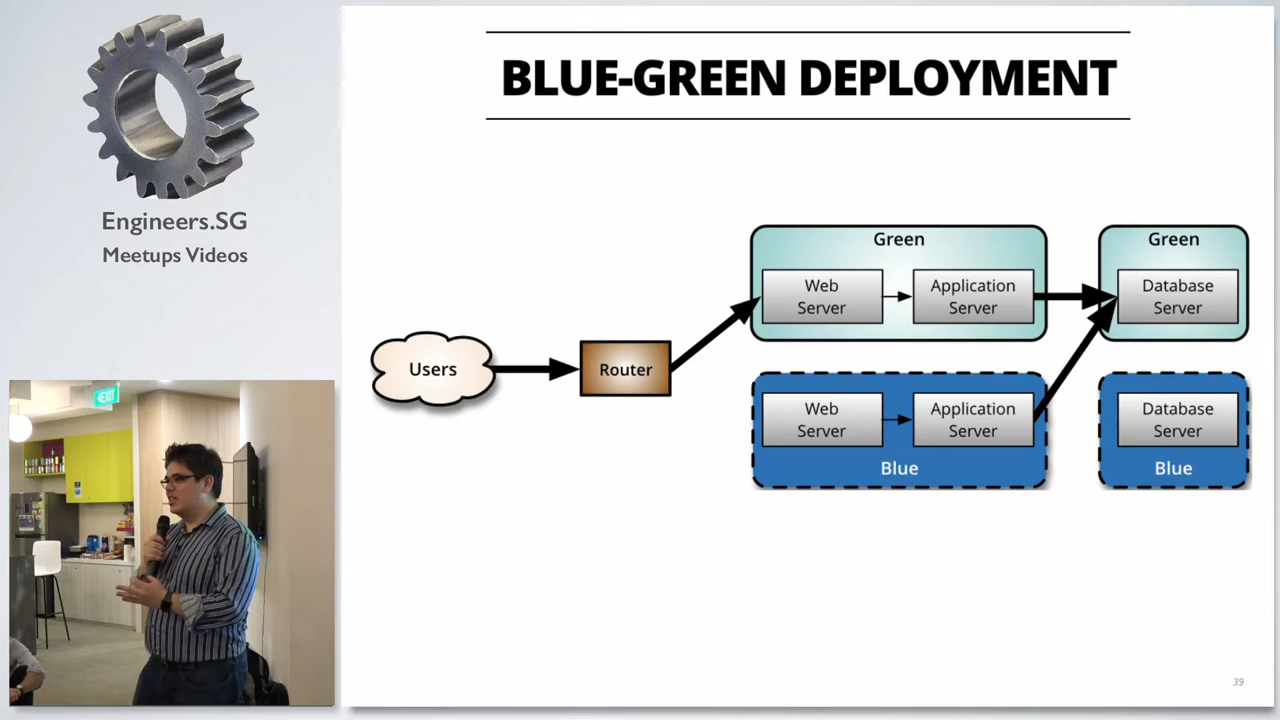 Engineers.SG
Meetups Videos
EXIT
BLUE-GREEN DEPLOYMENT
Users
Router
Green
Web
Server
Application
Server
Green
Database
Server
Web
Server
Application
Server
Blue
Database
Server
Blue
39